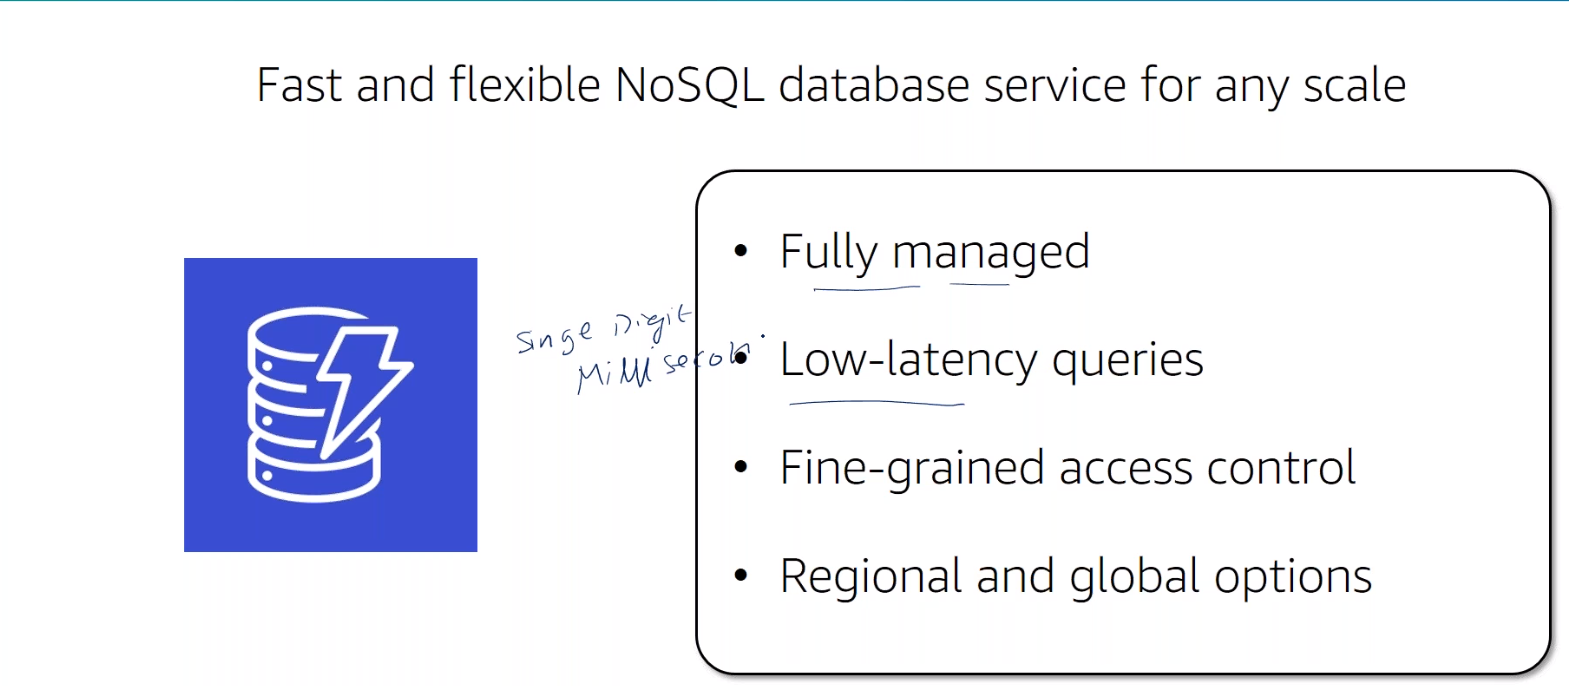 Fast and flexible NoSQL database service for any scale
• Fully managed
Singe Digit
Milli
• Low-latency queries
• Fine-grained access control
• Regional and global options